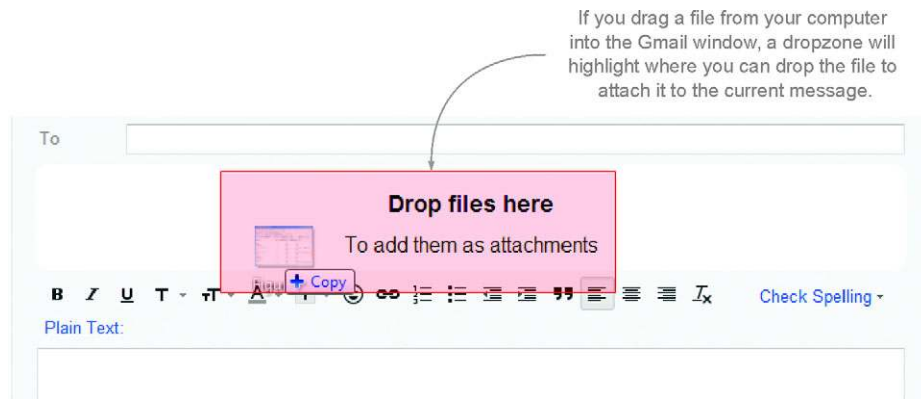 If you drag a file from your computer
into the Gmail window, a dropzone will
highlight where you can drop the file to
attach it to the current message.
To
Drop files here
To add them as attachments
Copy
B I U T T A T Check Spelling
Plain Text: